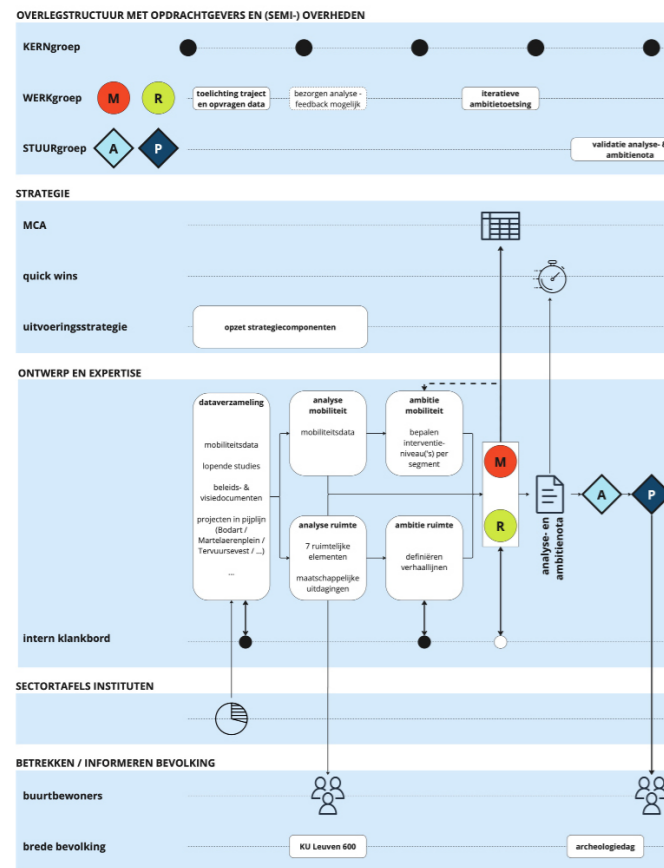 OVERLEGSTRUCTUUR MET OPDRACHTGEVERS EN (SEMI-) OVERHEDEN
KERNgroep
WERKgroep
M
R
toelichting traject
en opvragen data
bezorgen analyse -
feedback mogelijk
iteratieve
ambitietoetsing
STUURgroep
A
P
validatie analyse- &
ambitienota
STRATEGIE
MCA
quick wins
uitvoeringsstrategie
opzet strategiecomponenten
ONTWERP EN EXPERTISE
dataverzameling
mobiliteitsdata
lopende studies
beleids- &
visiedocumenten
projecten in pijplijn
(Bodart /
Martelaerenplein /
Tervuursevest / ...)
...
analyse
mobiliteit
mobiliteitsdata
ambitie
mobiliteit
bepalen
interventie-
niveau('s) per
segment
analyse ruimte
7 ruimtelijke
elementen
maatschappelijke
uitdagingen
ambitie ruimte
definiëren
verhaallijnen
M
R
analyse- en
ambitienota
A
P
intern klankbord
SECTORTAFELS INSTITUTEN
BETREKKEN / INFORMEREN BEVOLKING
buurtbewoners
brede bevolking
KU Leuven 600
archeologiedag